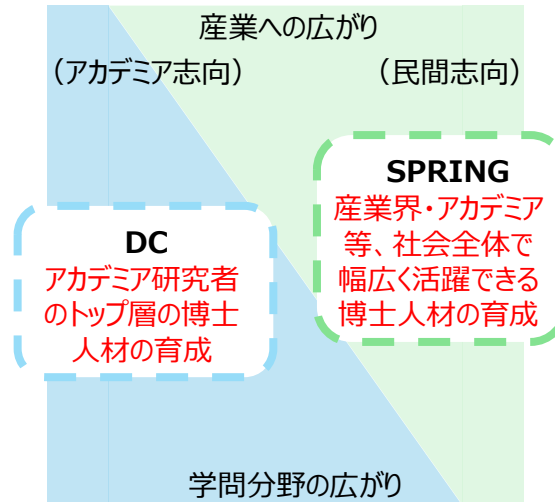 産業への広がり
（アカデミア志向）
（民間志向）
SPRING
産業界・アカデミア
等、社会全体で
幅広く活躍できる
博士人材の育成
DC
アカデミア研究者
のトップ層の博士
人材の育成
学問分野の広がり